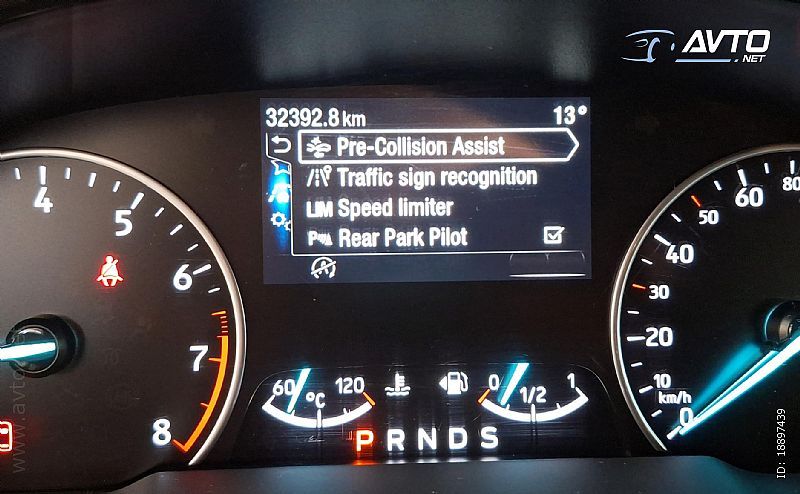 AVTO
.NET
32392.8 km 13°
Pre-Collision Assist
Traffic sign recognition
LIM Speed limiter
Rear Park Pilot
4
5
6
7
8
60 120
°C
0 1/2 1
P R N D S
80
60
50
40
30
20
10
km/h
0
ID: 18897439